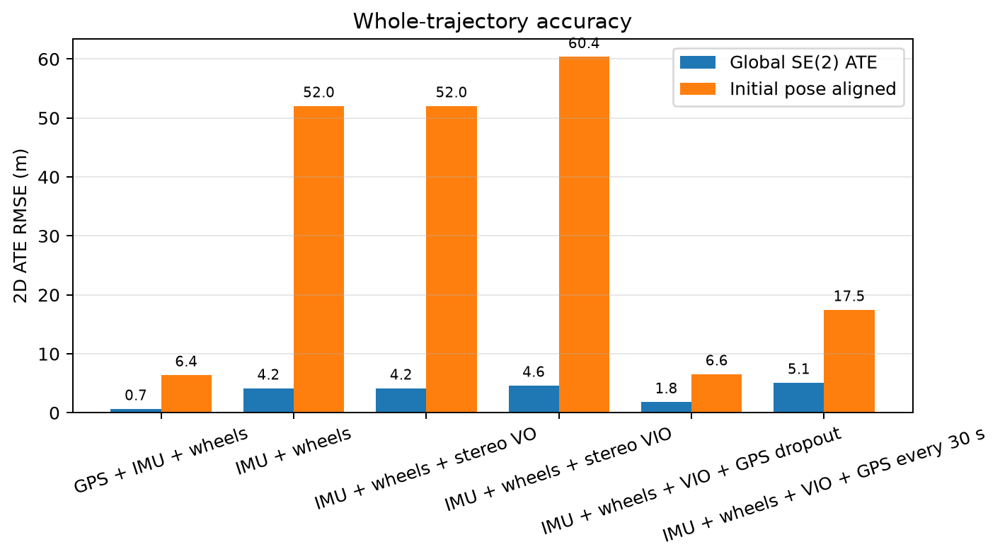 Whole-trajectory accuracy
Global SE(2) ATE
Initial pose aligned
2D ATE RMSE (m)
60
50
40
30
20
10
0
0.7
6.4
4.2
52.0
4.2
52.0
4.6
60.4
1.8
6.6
5.1
17.5
GPS + IMU + wheels
IMU + wheels
IMU + wheels + stereo VO
IMU + wheels + stereo VIO
IMU + wheels + VIO + GPS dropout
IMU + wheels + VIO + GPS every 30 s